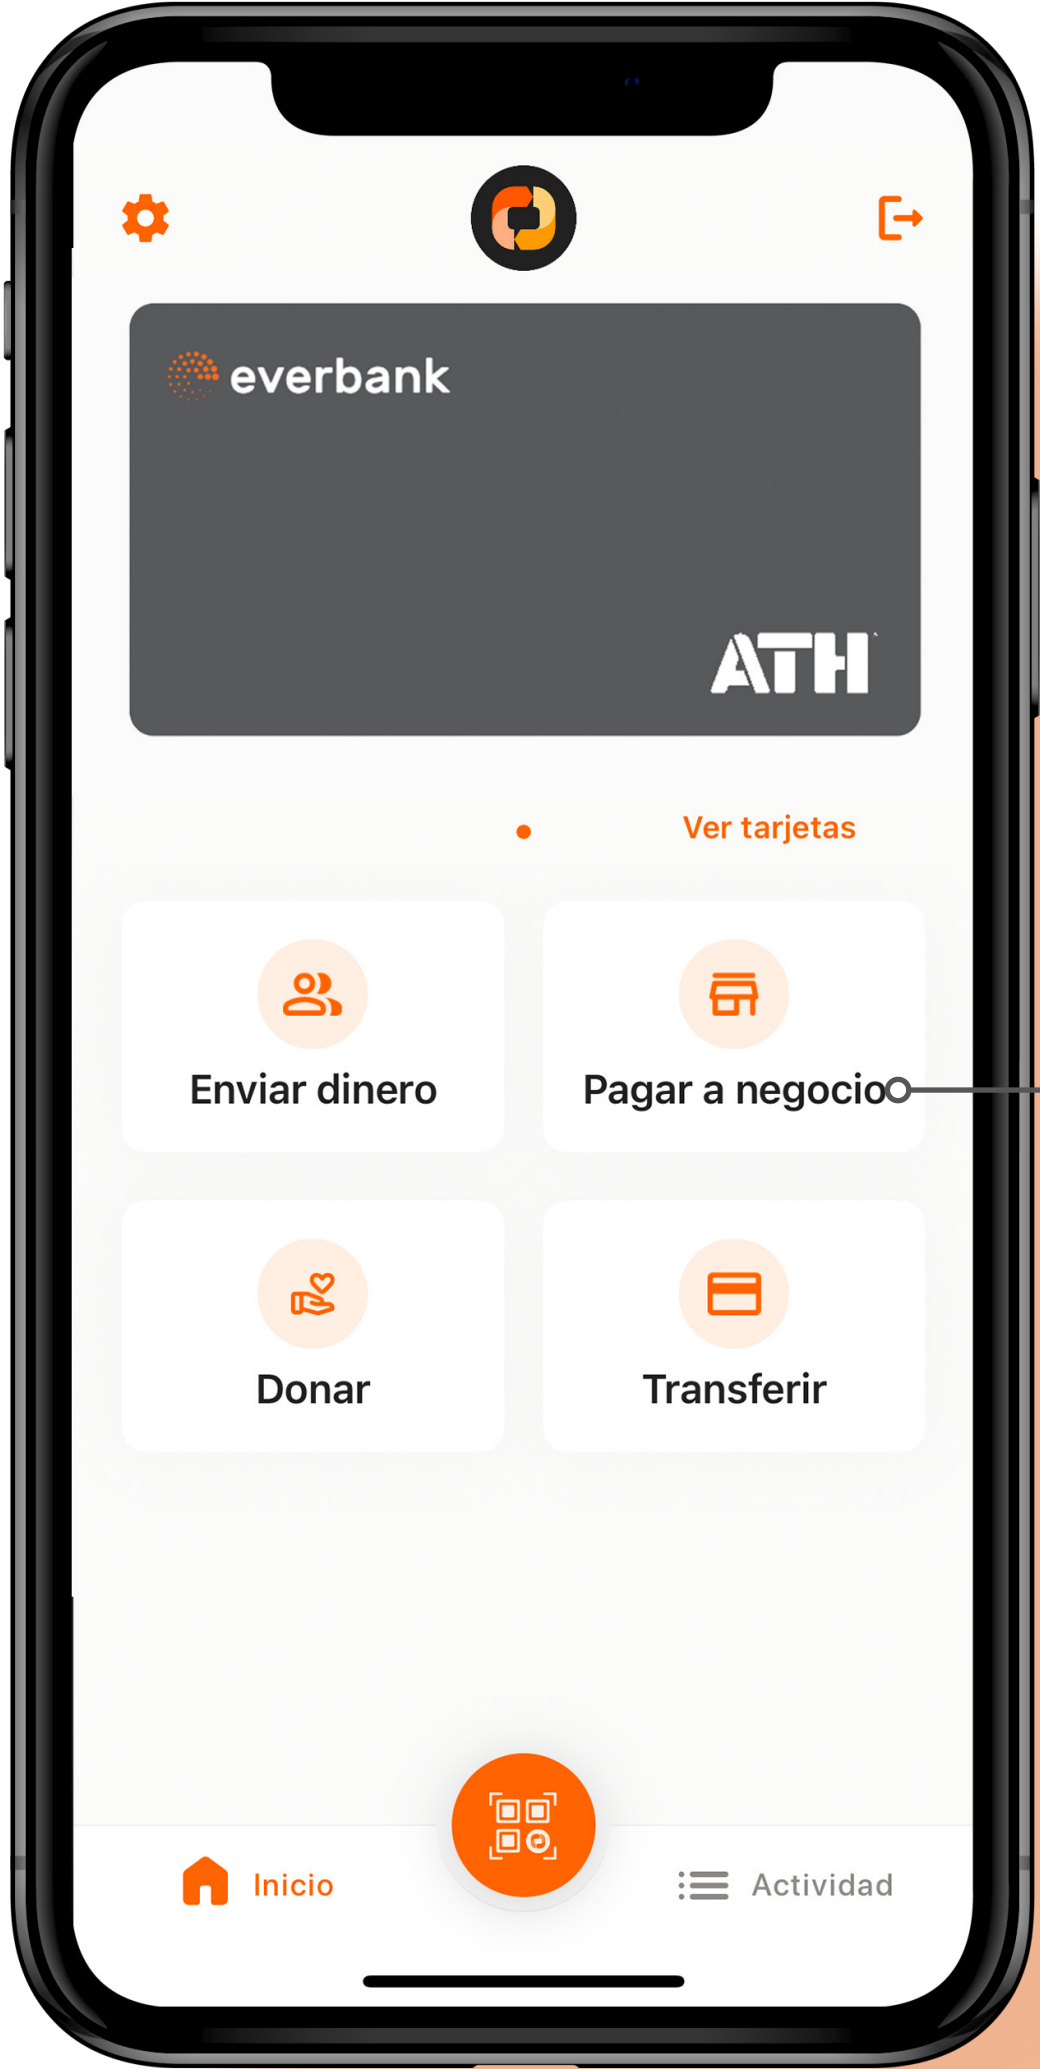 everbank
ATH
Ver tarjetas
Enviar dinero
Pagar a negocio
Donar
Transferir
Inicio
Actividad